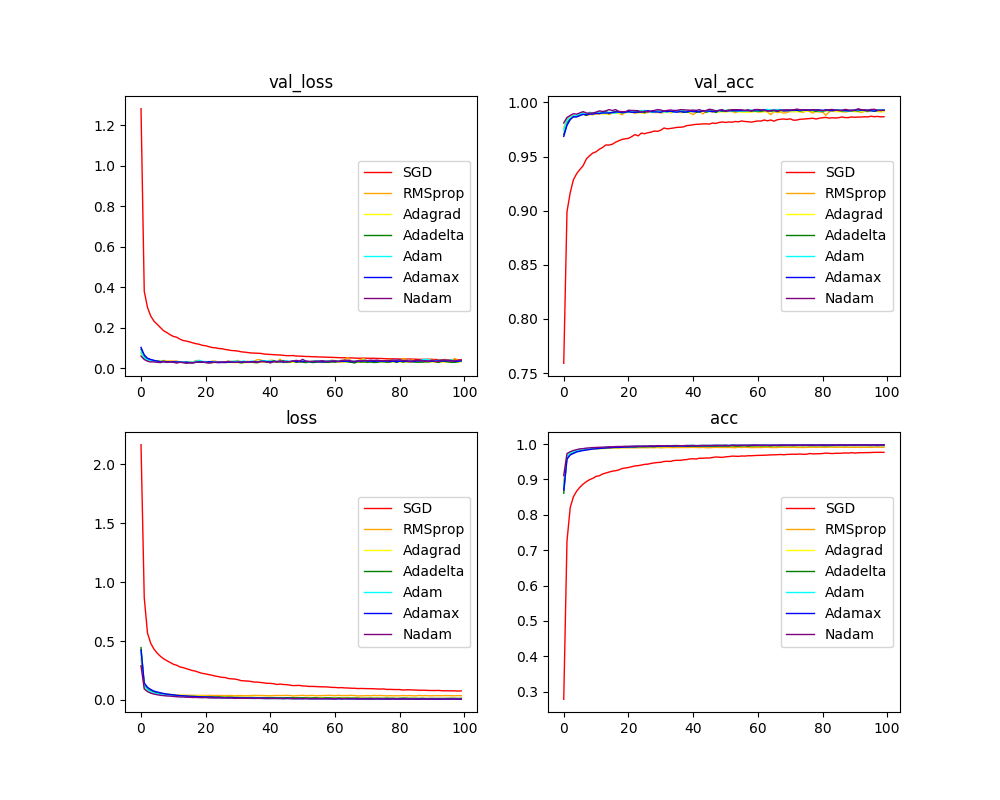 val_loss
1.2
1.0
0.8
0.6
0.4
0.2
0.0
0 20 40 60 80 100
SGD
RMSprop
Adagrad
Adadelta
Adam
Adamax
Nadam
val_acc
1.00
0.95
0.90
0.85
0.80
0.75
0 20 40 60 80 100
SGD
RMSprop
Adagrad
Adadelta
Adam
Adamax
Nadam
loss
2.0
1.5
1.0
0.5
0.0
0 20 40 60 80 100
SGD
RMSprop
Adagrad
Adadelta
Adam
Adamax
Nadam
acc
1.0
0.9
0.8
0.7
0.6
0.5
0.4
0.3
0 20 40 60 80 100
SGD
RMSprop
Adagrad
Adadelta
Adam
Adamax
Nadam